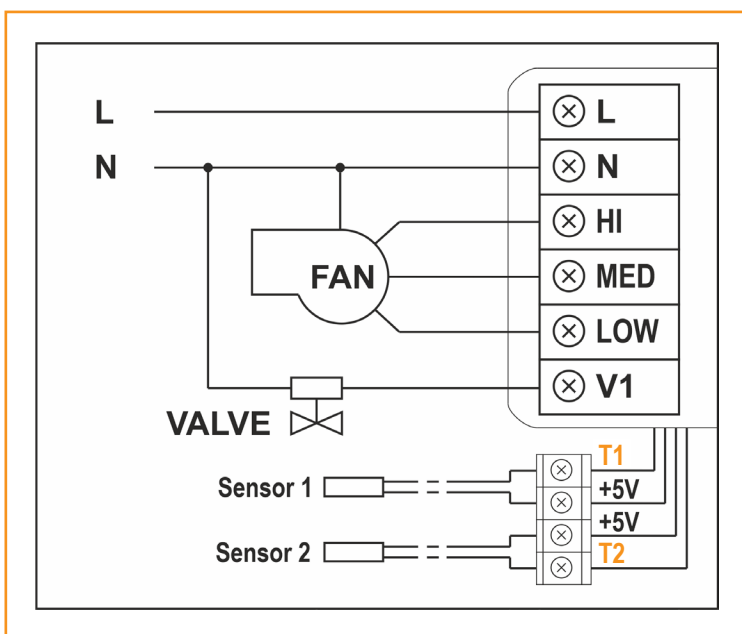 L
L
N
N
HI
FAN
MED
LOW
V1
VALVE
T1
Sensor 1
+5V
+5V
Sensor 2
T2